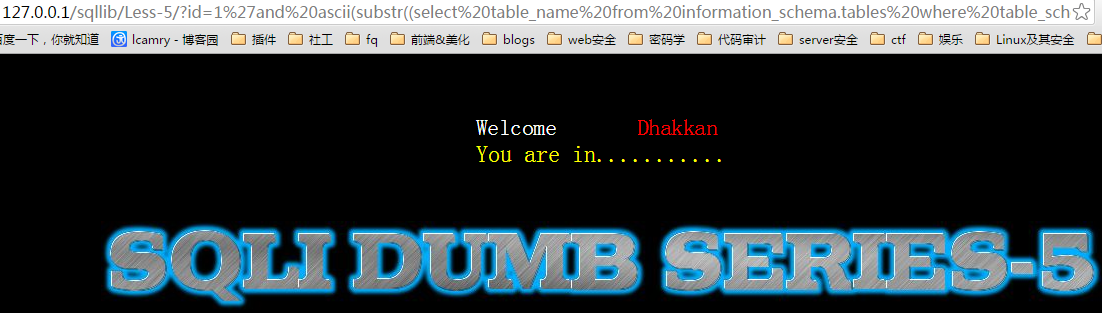 127.0.0.1/sqllib/Less-5/?id=1%27and%20ascii(substr((select%20table_name%20from%20information_schema.tables%20where%20table_sch
百度一下，你就知道 lcamry - 博客园 插件 社工 fq 前端&美化 blogs web安全 密码学 代码审计 server安全 ctf 娱乐 Linux及其安全
Welcome Dhakkan
You are in...........
SQLI DUMB SERIES-5